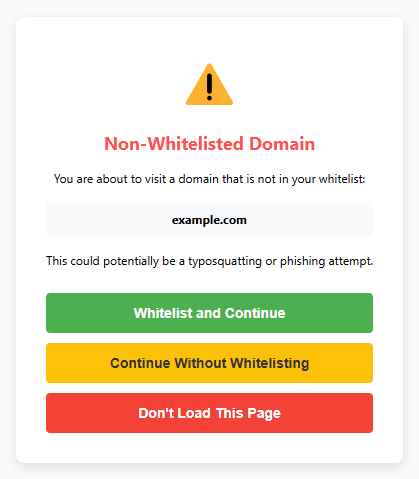 Non-Whitelisted Domain
You are about to visit a domain that is not in your whitelist:
example.com
This could potentially be a typosquatting or phishing attempt.
Whitelist and Continue
Continue Without Whitelisting
Don't Load This Page